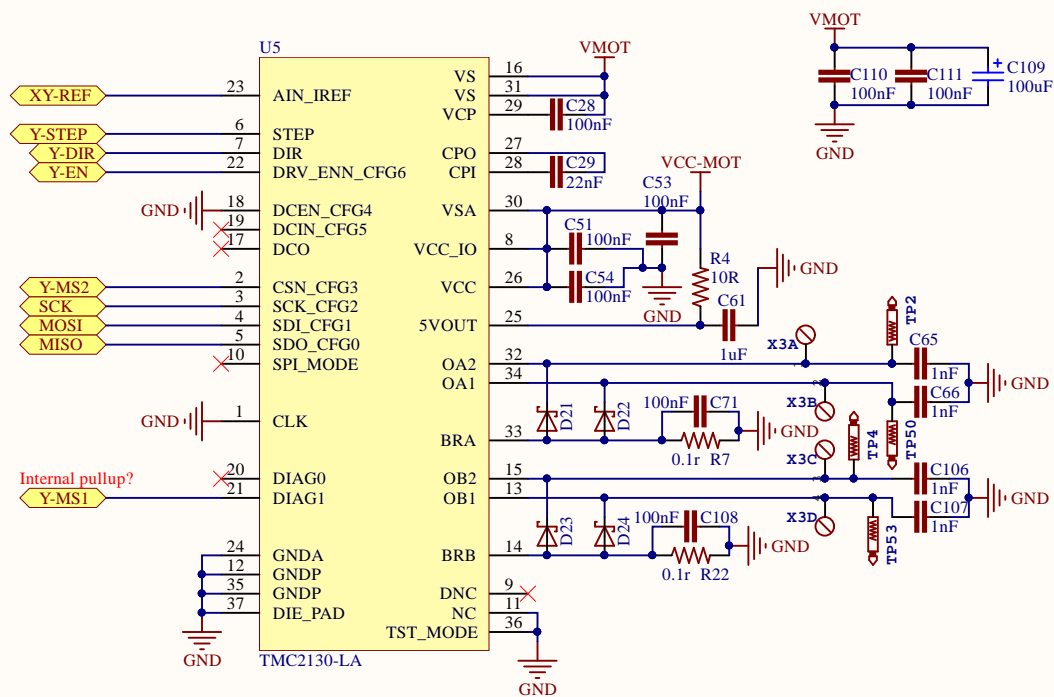 U5
TMC2130-LA
XY-REF
23
AIN_IREF
Y-STEP
6
STEP
Y-DIR
7
DIR
Y-EN
22
DRV_ENN_CFG6
GND
18
DCEN_CFG4
19
DCIN_CFG5
17
DCO
Y-MS2
2
CSN_CFG3
SCK
3
SCK_CFG2
MOSI
4
SDI_CFG1
MISO
5
SDO_CFG0
10
SPI_MODE
GND
1
CLK
Internal pullup?
20
DIAG0
Y-MS1
21
DIAG1
24
GNDA
12
GNDP
35
GNDP
37
DIE_PAD
GND
VS
16
VS
31
VCP
29
VMOT
C28
100nF
CPO
27
CPI
28
C29
22nF
VSA
30
VCC_IO
8
VCC
26
C51
100nF
C54
100nF
C53
100nF
GND
VCC-MOT
R4
10R
5VOUT
25
C61
1uF
GND
OA2
32
OA1
34
X3A
1
X3B
2
TP2
TP50
C65
1nF
C66
1nF
GND
D21
D22
BRA
33
100nF
C71
0.1r
R7
GND
OB2
15
OB1
13
X3C
3
X3D
4
TP4
TP53
C106
1nF
C107
1nF
GND
D23
D24
BRB
14
100nF
C108
0.1r
R22
GND
DNC
9
NC
11
TST_MODE
36
GND
VMOT
C110
100nF
C111
100nF
+
C109
100uF
GND